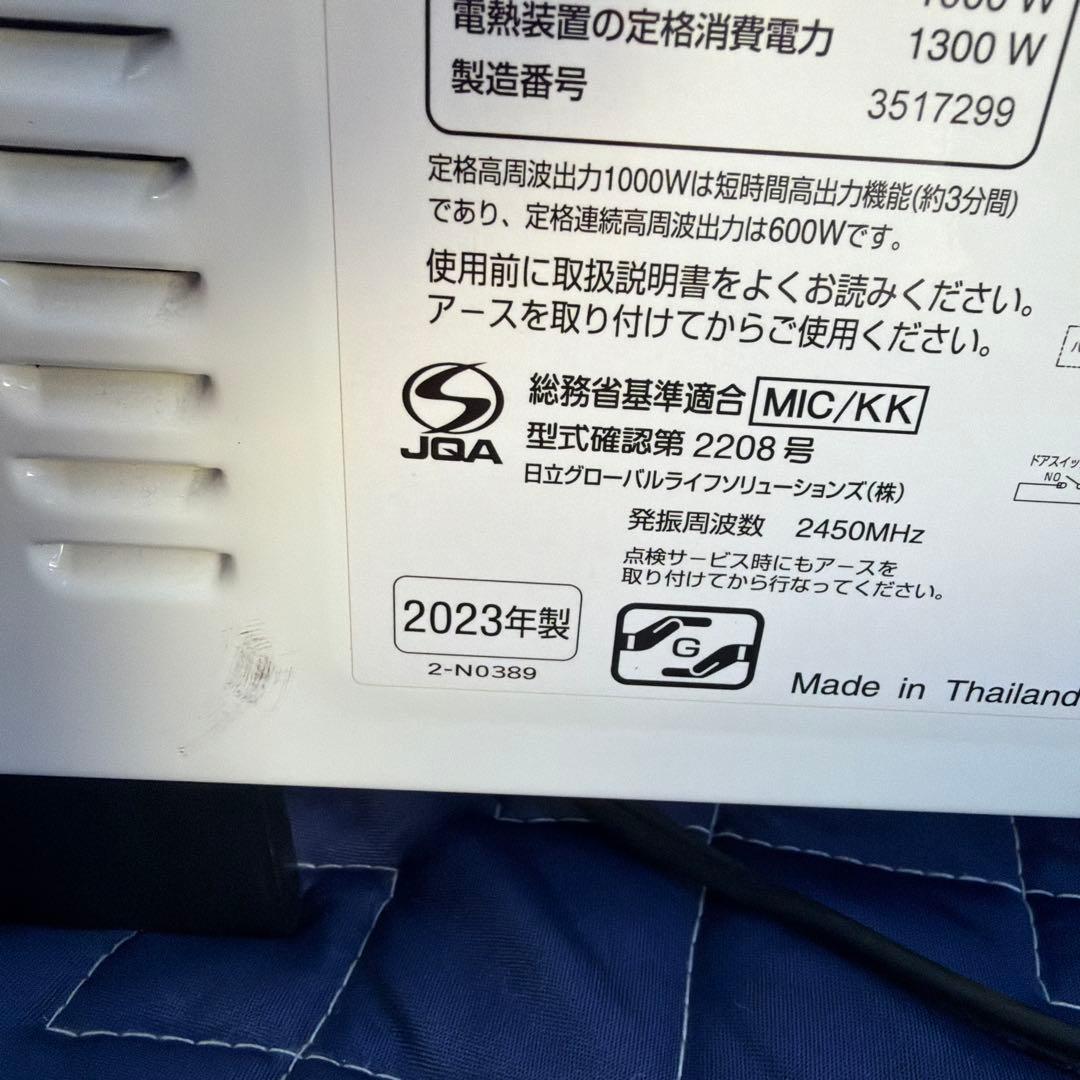 電熱装置の定格消費電力 1300 W
製造番号 3517299
定格高周波出力1000Wは短時間高出力機能(約3分間)
であり、定格連続高周波出力は600Wです。
使用前に取扱説明書をよくお読みください。
アースを取り付けてからご使用ください。
JQA
総務省基準適合 MIC/KK
型式確認第 2208 号
日立グローバルライフソリューションズ(株)
ドアスイッ
NO
発振周波数 2450MHz
点検サービス時にもアースを
取り付けてから行なってください。
2023年製
G
2-N0389
Made in Thailand